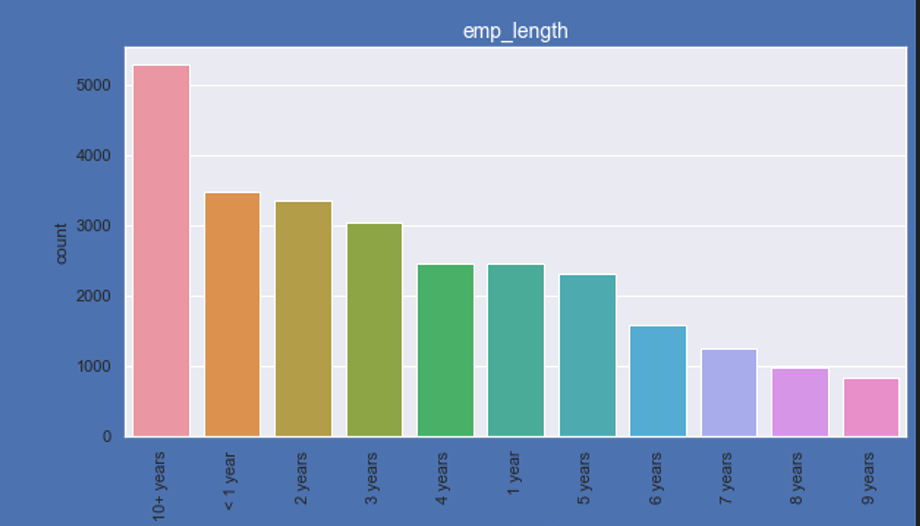 emp_length
count
5000
4000
3000
2000
1000
0
10+ years
< 1 year
2 years
3 years
4 years
1 year
5 years
6 years
7 years
8 years
9 years